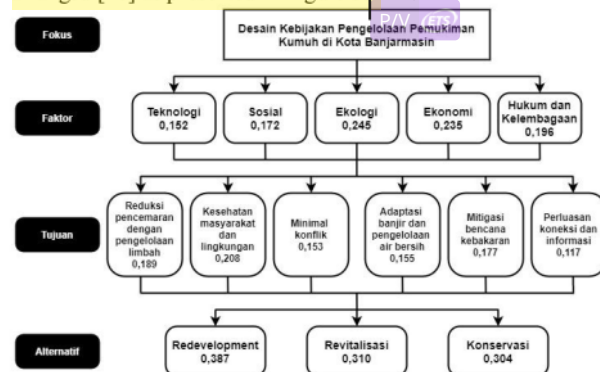 P/V (ETS)
Fokus
Desain Kebijakan Pengelolaan Pemukiman
Kumuh di Kota Banjarmasin
Faktor
Teknologi
0,152
Sosial
0,172
Ekologi
0,245
Ekonomi
0,235
Hukum dan
Kelembagaan
0,196
Tujuan
Reduksi
pencemaran
dengan
pengelolaan
limbah
0,189
Kesehatan
masyarakat
dan
lingkungan
0,208
Minimal
konflik
0,153
Adaptasi
banjir dan
pengelolaan
air bersih
0,155
Mitigasi
bencana
kebakaran
0,177
Perluasan
koneksi dan
informasi
0,117
Alternatif
Redevelopment
0,387
Revitalisasi
0,310
Konservasi
0,304